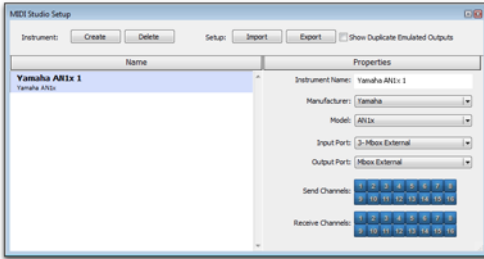 MIDI Studio Setup
Instrument: Create Delete Setup: Import Export Show Duplicate Emulated Outputs
Name Properties
Yamaha AN1x 1
Yamaha AN1x
Instrument Name: Yamaha AN1x 1
Manufacturer: Yamaha
Model: AN1x
Input Port: 3- Mbox External
Output Port: Mbox External
Send Channels: 1 2 3 4 5 6 7 8
9 10 11 12 13 14 15 16
Receive Channels: 1 2 3 4 5 6 7 8
9 10 11 12 13 14 15 16